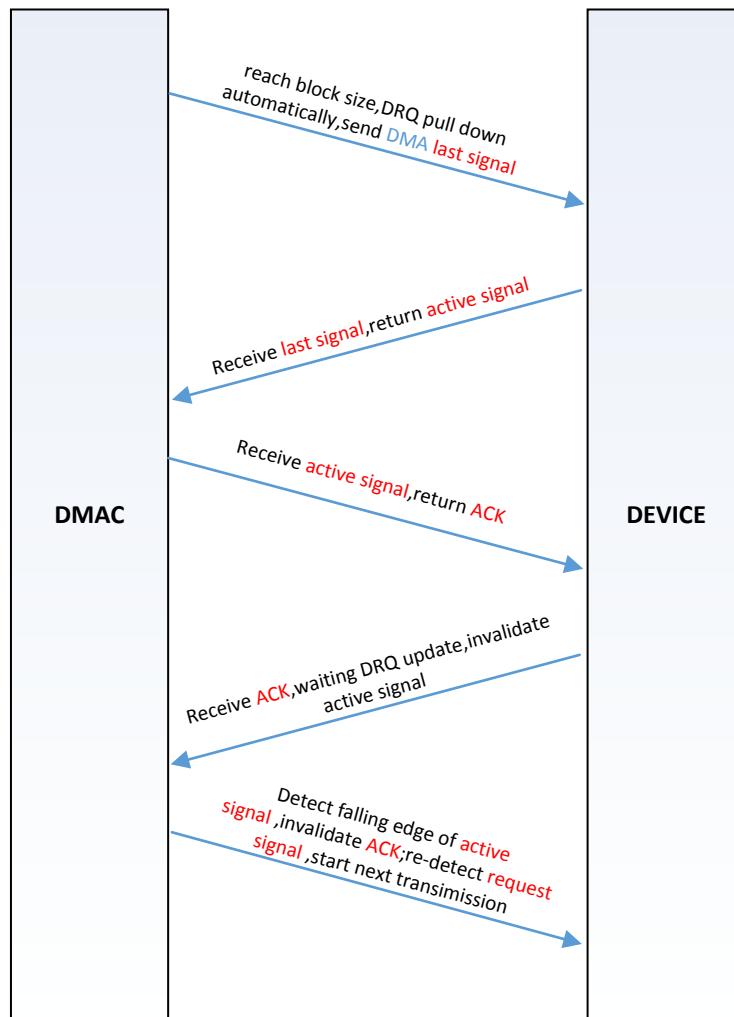 reach block size,DRQ pull down
automatically,send DMA last signal
Receive last signal,return active signal
Receive active signal,return ACK
DMAC
DEVICE
Receive ACK,waiting DRQ update,invalidate
active signal
Detect falling edge of active
signal ,invalidate ACK;re-detect request
signal ,start next transimission